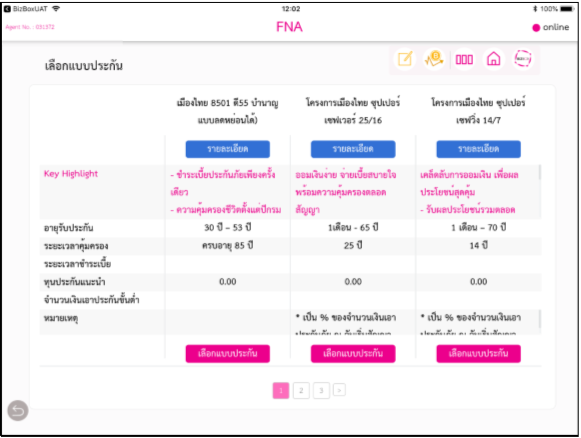 BizBoxUAT 12:02 100%
Agent No. : 031372 FNA online
เลือกแบบประกัน
เมืองไทย 8501 ดี55 บำนาญ โครงการเมืองไทย ซุปเปอร์ โครงการเมืองไทย ซุปเปอร์
แบบลดหย่อนได้) เซฟเวอร์ 25/16 เซฟวิ่ง 14/7
รายละเอียด รายละเอียด รายละเอียด
Key Highlight - ชำระเบี้ยประกันภัยเพียงครั้ง ออมเงินง่าย จ่ายเบี้ยสบายใจ เคล็ดลับการออมเงิน เพื่อผล
เดียว พร้อมความคุ้มครองตลอด ประโยชน์สุดคุ้ม
- ความคุ้มครองชีวิตตั้งแต่ปีกรม สัญญา - รับผลประโยชน์รวมตลอด
อายุรับประกัน 30 ปี – 53 ปี 1เดือน - 65 ปี 1 เดือน – 70 ปี
ระยะเวลาคุ้มครอง ครบอายุ 85 ปี 25 ปี 14 ปี
ระยะเวลาชำระเบี้ย
ทุนประกันแนะนำ 0.00 0.00 0.00
จำนวนเงินเอาประกันขั้นต่ำ
หมายเหตุ * เป็น % ของจำนวนเงินเอา * เป็น % ของจำนวนเงินเอา
เลือกแบบประกัน เลือกแบบประกัน เลือกแบบประกัน
1 2 3 ›